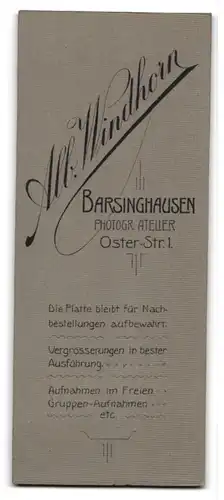 Alb. Windhorn
BARSINGHAUSEN
PHOTOGR. ATELIER
Oster-Str. 1.
Die Platte bleibt für Nach-
bestellungen aufbewahrt.
Vergrösserungen in bester
Ausführung.
Aufnahmen im Freien
Gruppen-Aufnahmen
etc.